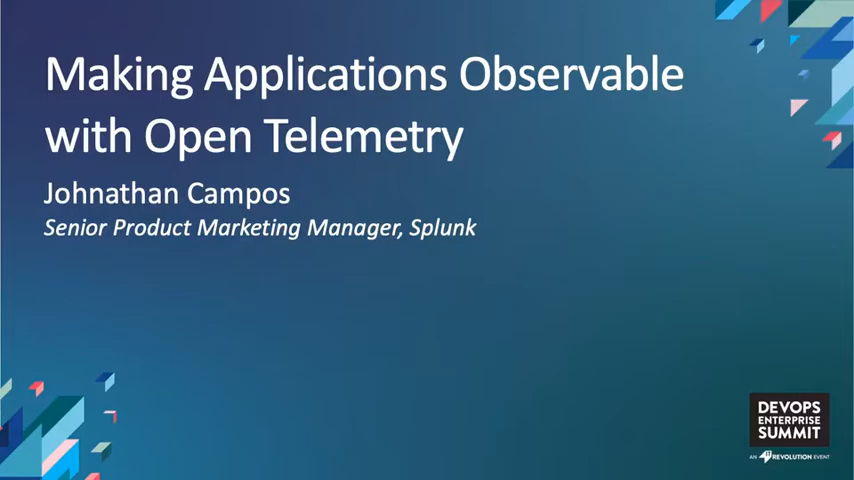 Making Applications Observable
with Open Telemetry
Johnathan Campos
Senior Product Marketing Manager, Splunk
DEVOPS
ENTERPRISE
SUMMIT
AN IT REVOLUTION EVENT